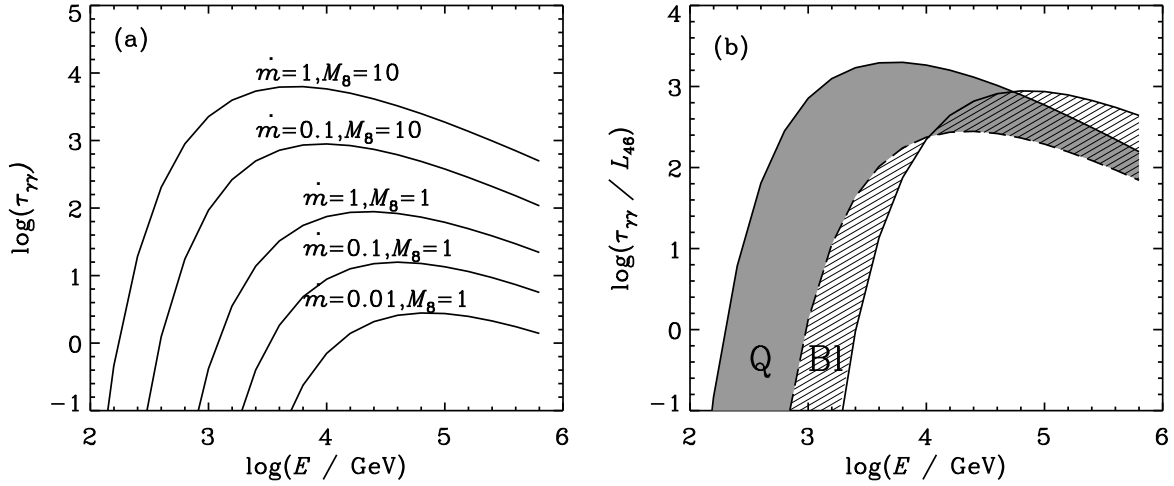 (a)
ṁ=1,M₈=10
ṁ=0.1,M₈=10
ṁ=1,M₈=1
ṁ=0.1,M₈=1
ṁ=0.01,M₈=1
log(τγγ)
5
4
3
2
1
0
−1
2 3 4 5 6
log(E / GeV)
(b)
Q
Bl
log(τγγ / L₄₆)
4
3
2
1
0
−1
2 3 4 5 6
log(E / GeV)